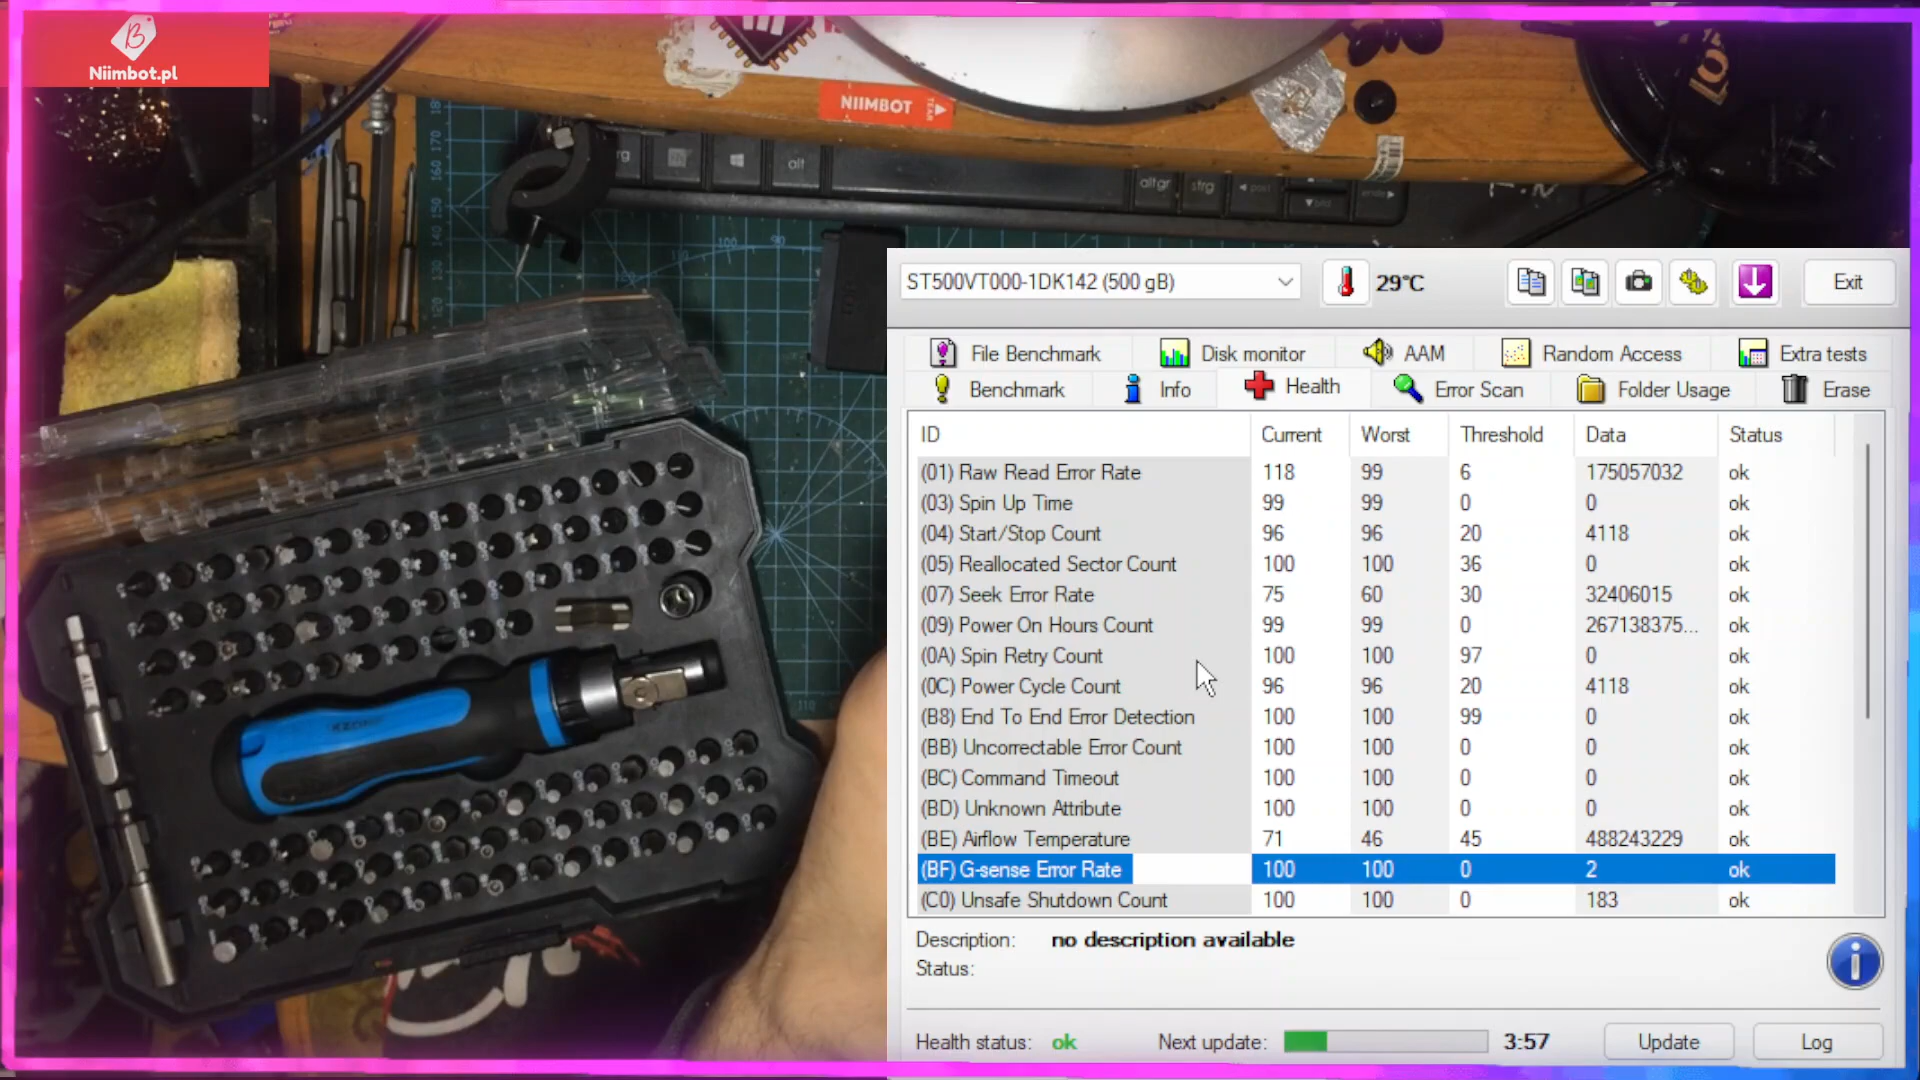 Niimbot.pl
NIIMBOT
TEAM
alt
altgr
strg
ST500VT000-1DK142 (500 gB)
29°C
Exit
File Benchmark
Disk monitor
AAM
Random Access
Extra tests
Benchmark
Info
Health
Error Scan
Folder Usage
Erase
ID Current Worst Threshold Data Status
(01) Raw Read Error Rate 118 99 6 175057032 ok
(03) Spin Up Time 99 99 0 0 ok
(04) Start/Stop Count 96 96 20 4118 ok
(05) Reallocated Sector Count 100 100 36 0 ok
(07) Seek Error Rate 75 60 30 32406015 ok
(09) Power On Hours Count 99 99 0 267138375... ok
(0A) Spin Retry Count 100 100 97 0 ok
(0C) Power Cycle Count 96 96 20 4118 ok
(B8) End To End Error Detection 100 100 99 0 ok
(BB) Uncorrectable Error Count 100 100 0 0 ok
(BC) Command Timeout 100 100 0 0 ok
(BD) Unknown Attribute 100 100 0 0 ok
(BE) Airflow Temperature 71 46 45 488243229 ok
(BF) G-sense Error Rate 100 100 0 2 ok
(C0) Unsafe Shutdown Count 100 100 0 183 ok
Description: no description available
Status:
Health status: ok Next update: 3:57 Update Log